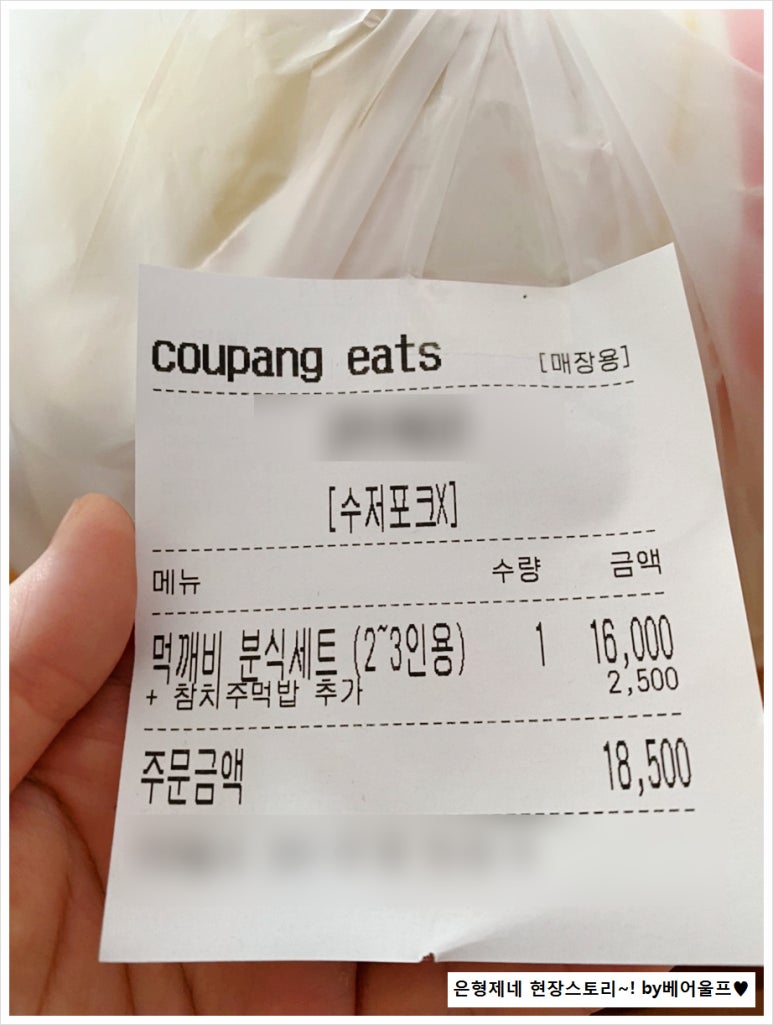 coupang eats [매장용]
[수저포크X]
메뉴 수량 금액
먹깨비 분식세트 (2~3인용) 1 16,000
+ 참치주먹밥 추가 2,500
주문금액 18,500
은형제네 현장스토리~! by베어울프♥